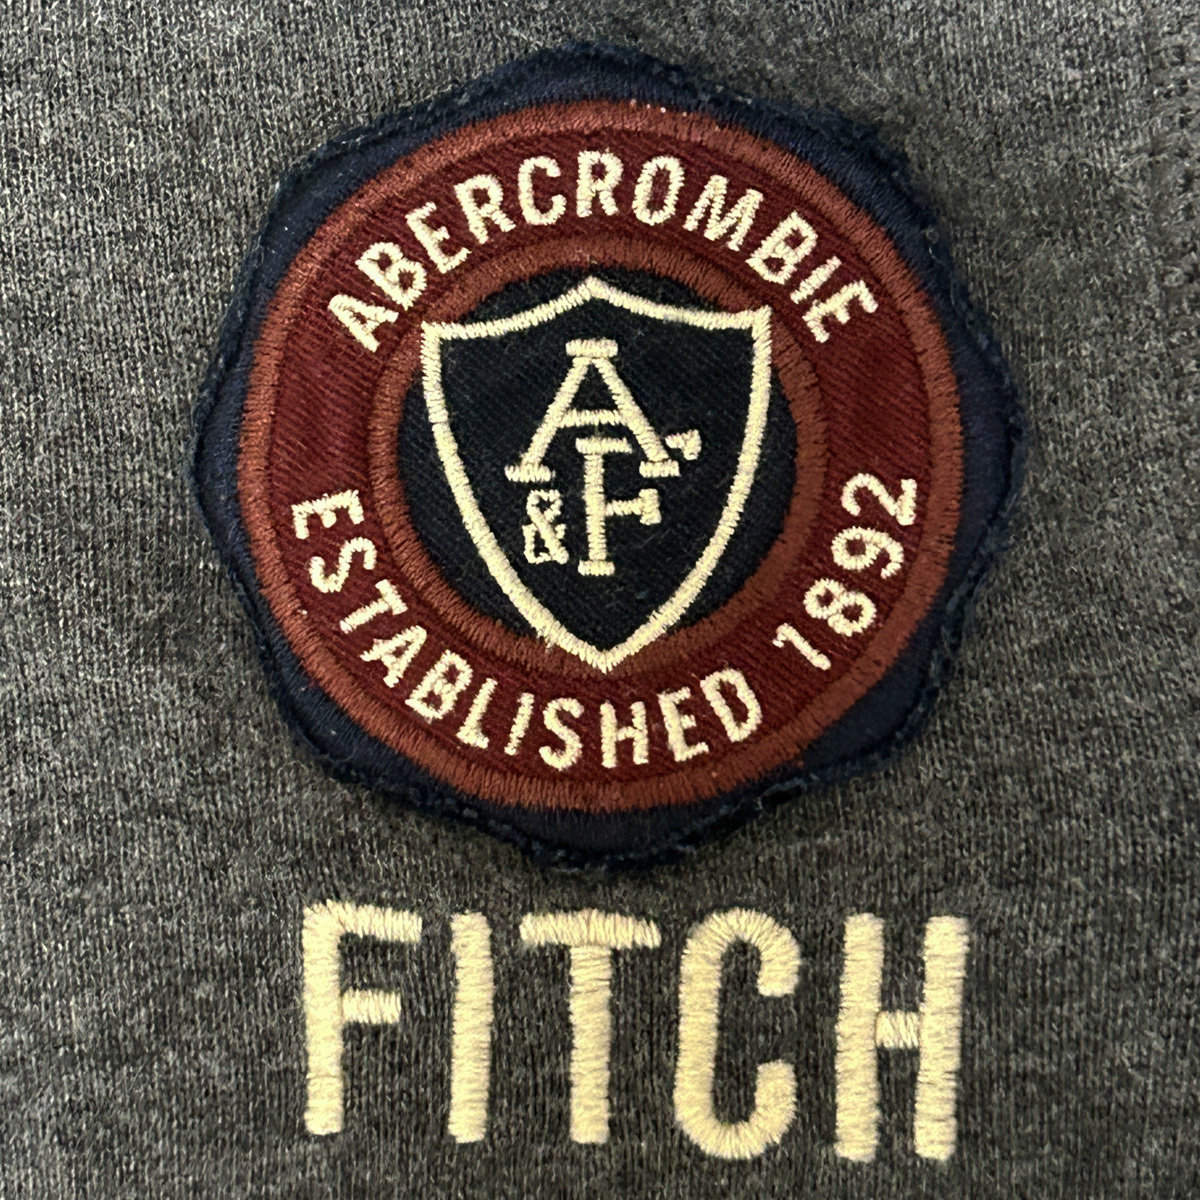 ABERCROMBIE
A
&F
ESTABLISHED 1892
FITCH